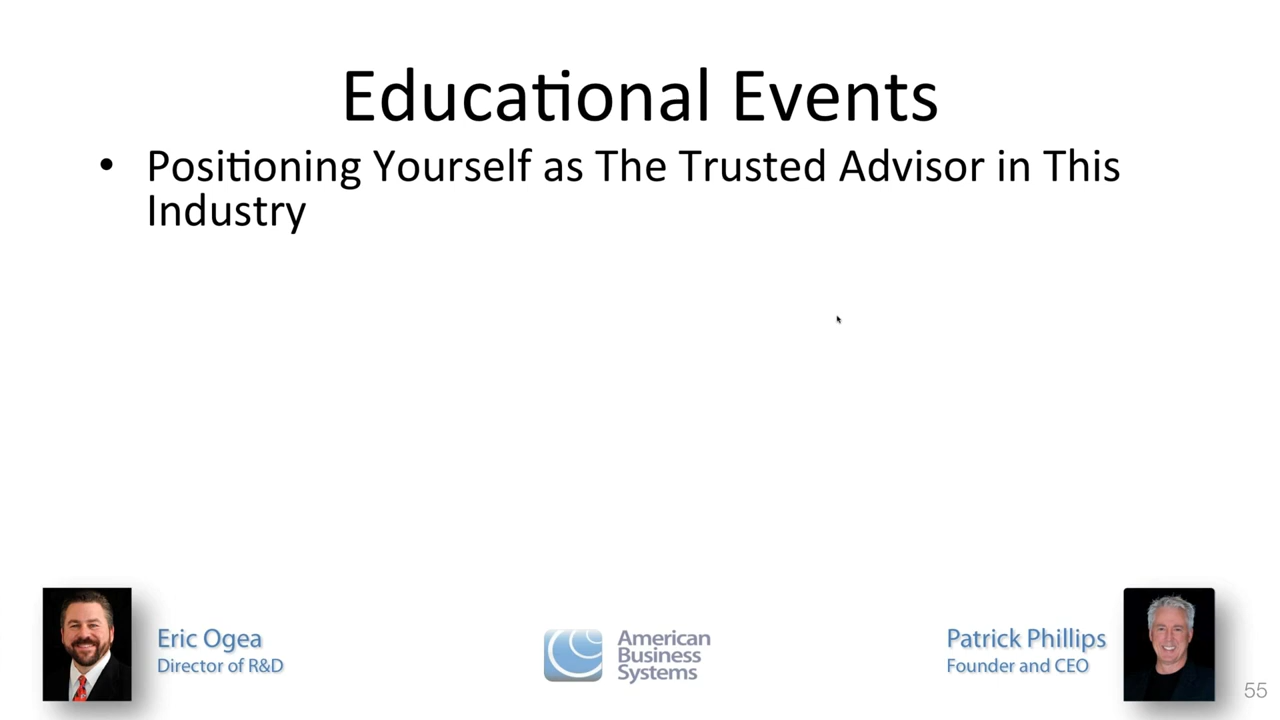 Educational Events
• Positioning Yourself as The Trusted Advisor in This
Industry
Eric Ogea
Director of R&D
American
Business
Systems
Patrick Phillips
Founder and CEO
55